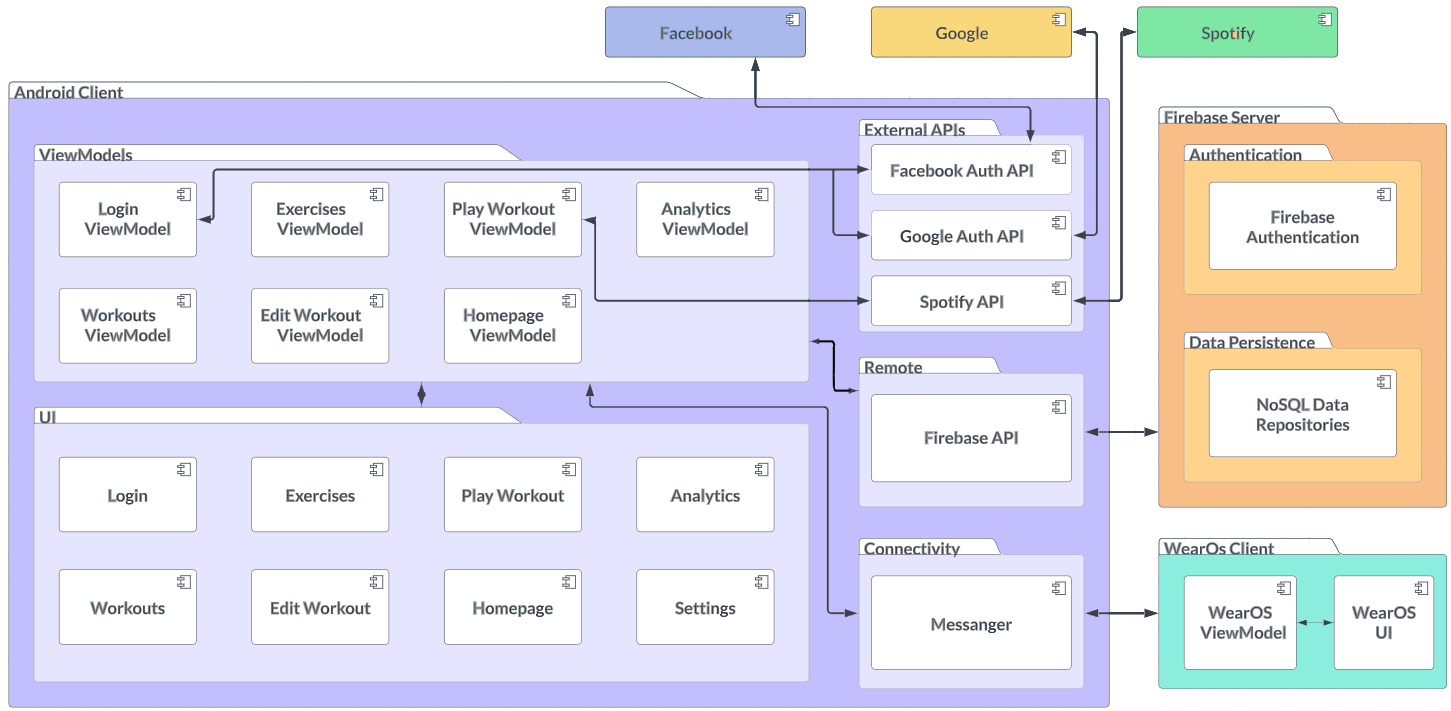 Facebook
Google
Spotify
Android Client
External APIs
Facebook Auth API
Google Auth API
Spotify API
ViewModels
Login
ViewModel
Exercises
ViewModel
Play Workout
ViewModel
Analytics
ViewModel
Workouts
ViewModel
Edit Workout
ViewModel
Homepage
ViewModel
Remote
Firebase API
UI
Login
Exercises
Play Workout
Analytics
Workouts
Edit Workout
Homepage
Settings
Connectivity
Messanger
Firebase Server
Authentication
Firebase
Authentication
Data Persistence
NoSQL Data
Repositories
WearOs Client
WearOS
ViewModel
WearOS
UI